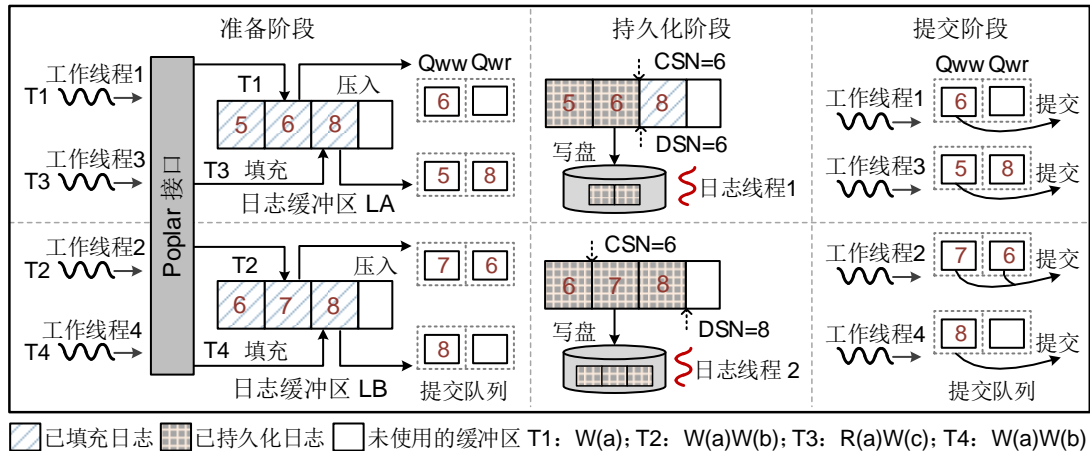 准备阶段
持久化阶段
提交阶段
工作线程1
T1
工作线程3
T3
工作线程2
T2
工作线程4
T4
Poplar 接口
T1
压入
5 6 8
T3 填充
日志缓冲区 LA
Qww Qwr
6
5 8
T2
压入
6 7 8
T4 填充
日志缓冲区 LB
7 6
8
提交队列
CSN=6
5 6 8
DSN=6
写盘
日志线程1
CSN=6
6 7 8
DSN=8
写盘
日志线程 2
Qww Qwr
工作线程1
6
提交
工作线程3
5 8
提交
工作线程2
7 6
提交
工作线程4
8
提交
提交队列
已填充日志 已持久化日志 未使用的缓冲区 T1: W(a); T2: W(a)W(b); T3: R(a)W(c); T4: W(a)W(b)